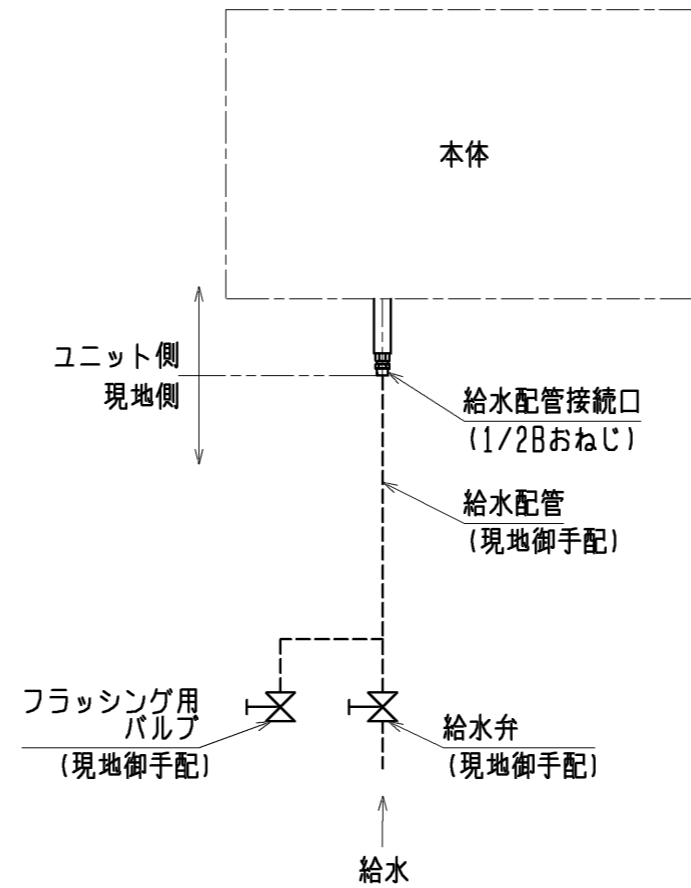 本体
ユニット側
現地側
給水配管接続口
(1/2Bおねじ)
給水配管
(現地御手配)
フラッシング用
バルブ
(現地御手配)
給水弁
(現地御手配)
給水